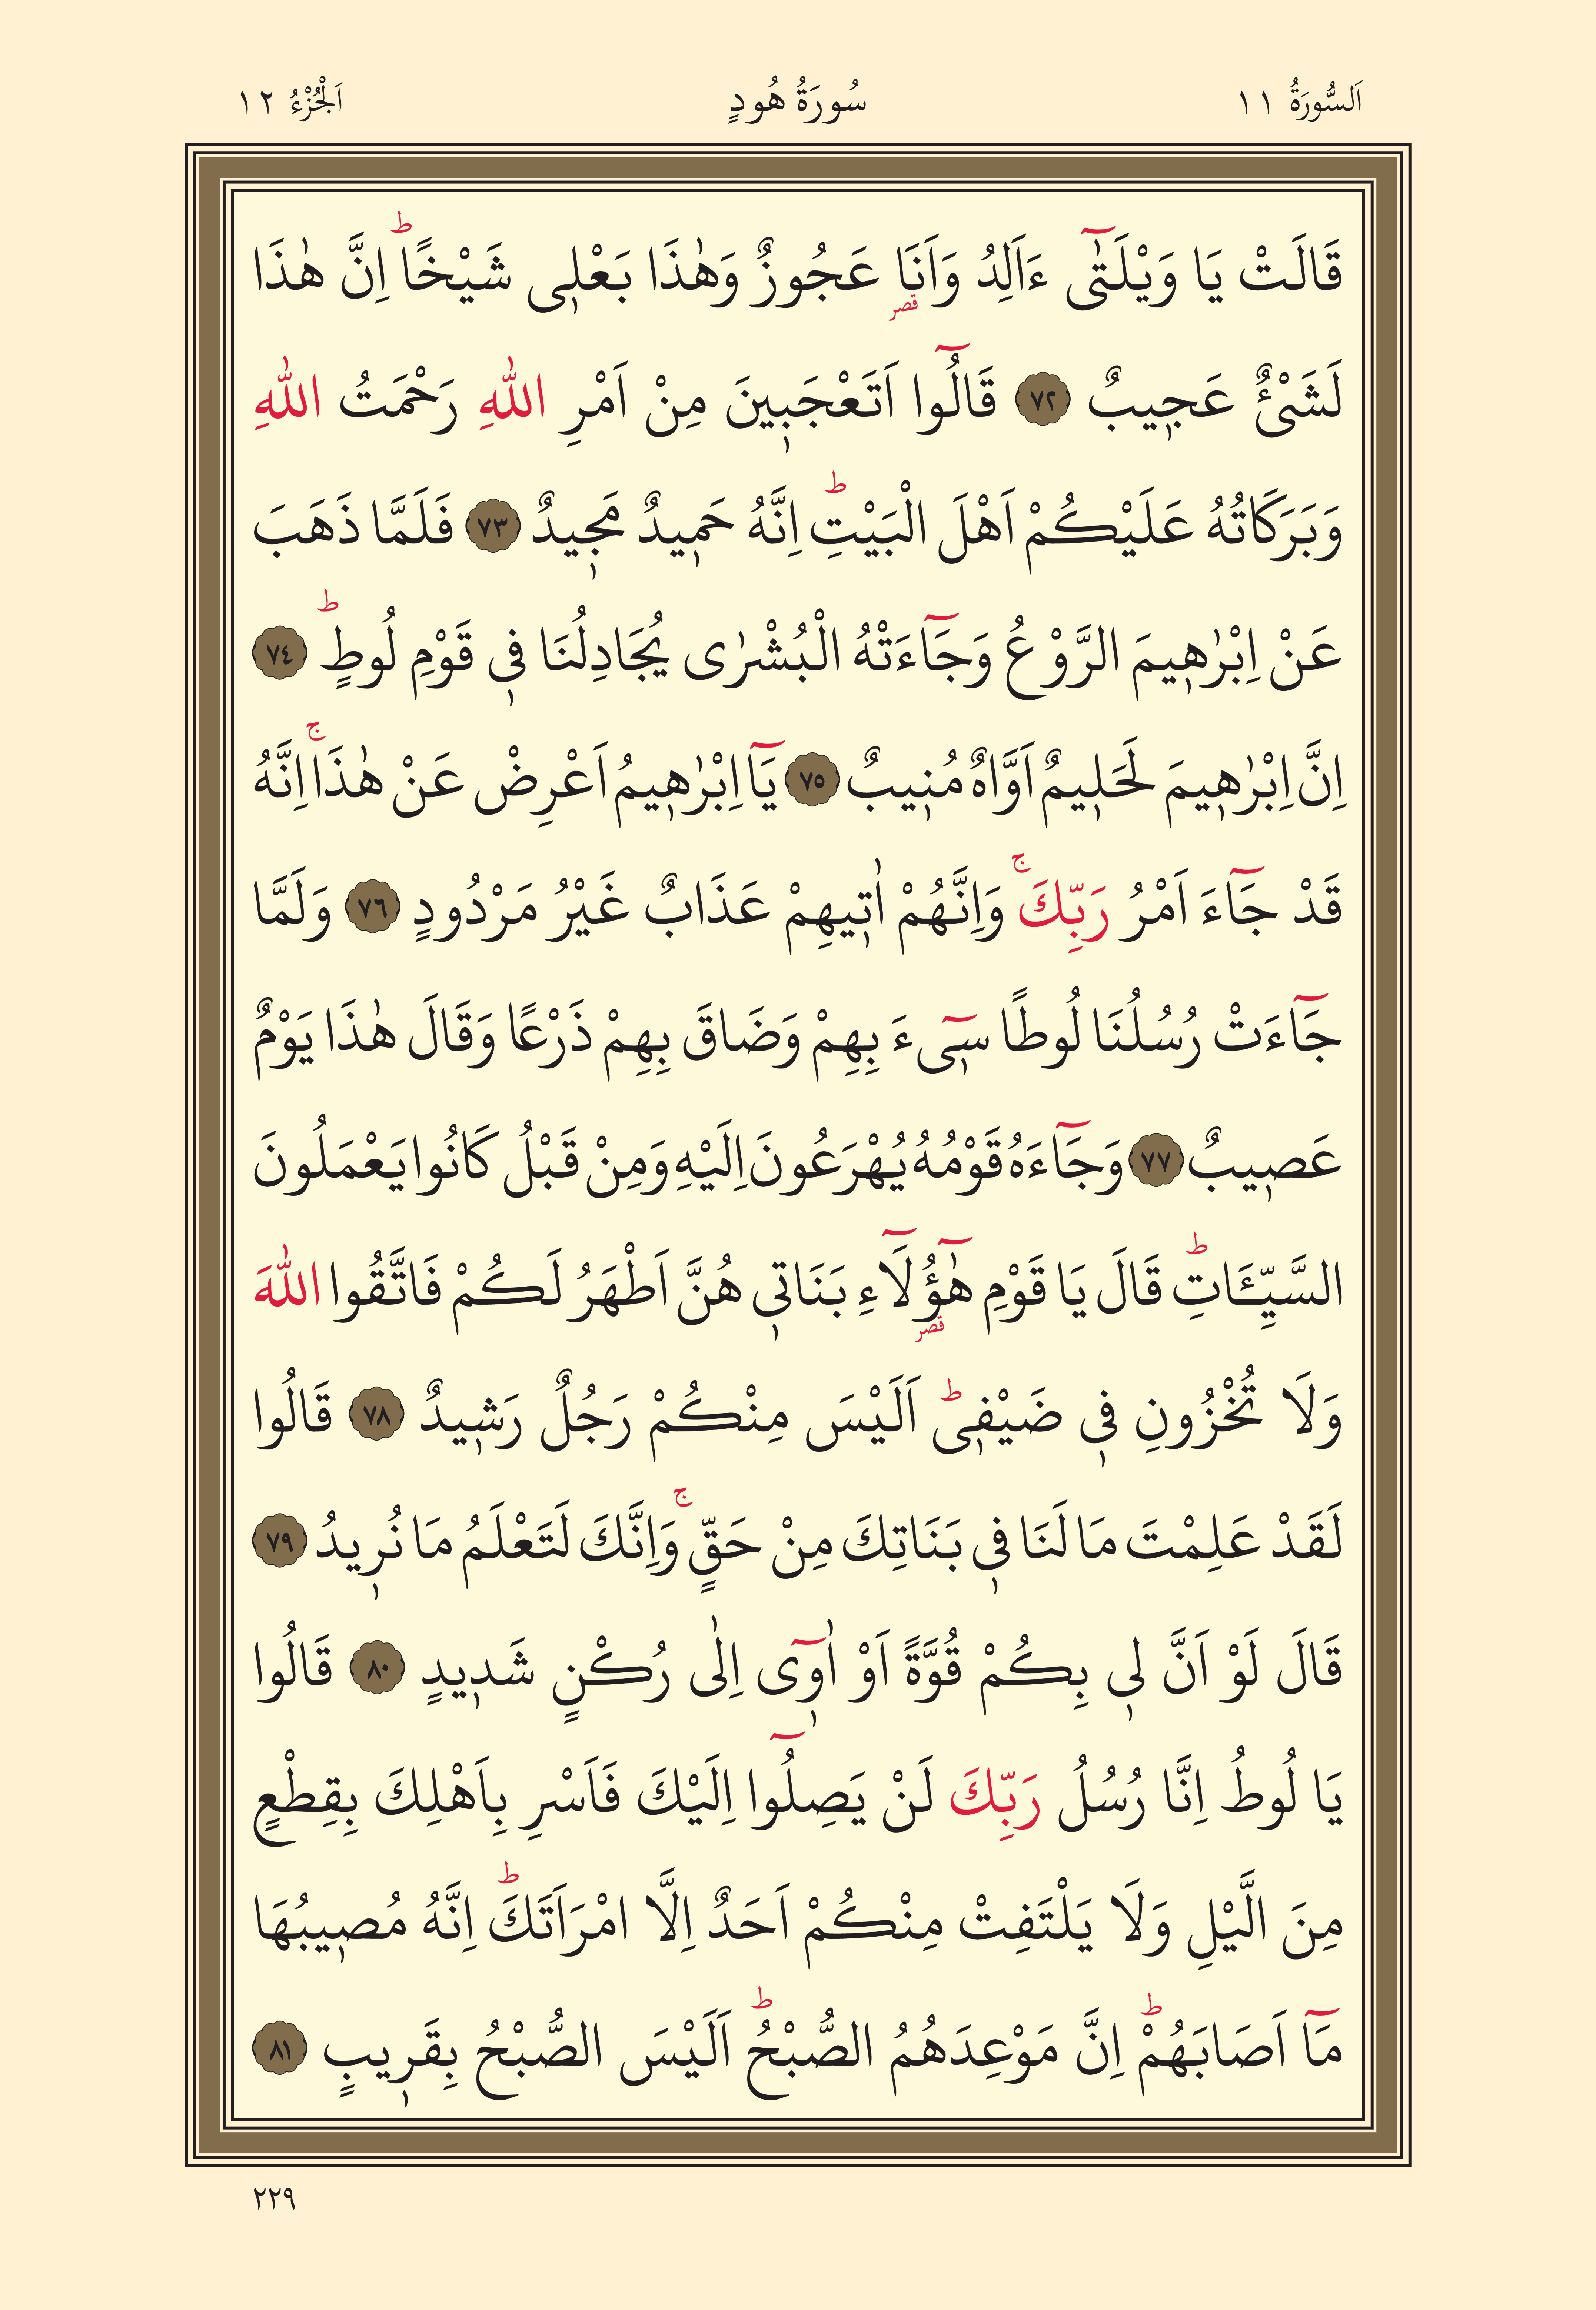 اَلسُّورَةُ ١١ سُورَةُ هُودٍ اَلْجُزْءُ ١٢
قَالَتْ يَا وَيْلَتٰٓى ءَاَلِدُ وَاَنَا۬ عَجُوزٌ وَهٰذَا بَعْل۪ى شَيْخًاۜ اِنَّ هٰذَا
لَشَىْءٌ عَج۪يبٌ ٧٢ قَالُٓوا اَتَعْجَب۪ينَ مِنْ اَمْرِ اللّٰهِ رَحْمَتُ اللّٰهِ
وَبَرَكَاتُهُ عَلَيْكُمْ اَهْلَ الْبَيْتِۜ اِنَّهُ حَم۪يدٌ مَج۪يدٌ ٧٣ فَلَمَّا ذَهَبَ
عَنْ اِبْرٰه۪يمَ الرَّوْعُ وَجَٓاءَتْهُ الْبُشْرٰى يُجَادِلُنَا ف۪ى قَوْمِ لُوطٍۜ ٧٤
اِنَّ اِبْرٰه۪يمَ لَحَل۪يمٌ اَوَّاهٌ مُن۪يبٌ ٧٥ يَٓا اِبْرٰه۪يمُ اَعْرِضْ عَنْ هٰذَاۚ اِنَّهُ
قَدْ جَٓاءَ اَمْرُ رَبِّكَۚ وَاِنَّهُمْ اٰت۪يهِمْ عَذَابٌ غَيْرُ مَرْدُودٍ ٧٦ وَلَمَّا
جَٓاءَتْ رُسُلُنَا لُوطًا س۪ٓىءَ بِهِمْ وَضَاقَ بِهِمْ ذَرْعًا وَقَالَ هٰذَا يَوْمٌ
عَص۪يبٌ ٧٧ وَجَٓاءَهُ قَوْمُهُ يُهْرَعُونَ اِلَيْهِ وَمِنْ قَبْلُ كَانُوا يَعْمَلُونَ
السَّيِّـَٔاتِۜ قَالَ يَا قَوْمِ هٰٓؤُ۬لَٓاءِ بَنَات۪ى هُنَّ اَطْهَرُ لَكُمْ فَاتَّقُوا اللّٰهَ
وَلَا تُخْزُونِ ف۪ى ضَيْف۪ىۜ اَلَيْسَ مِنْكُمْ رَجُلٌ رَش۪يدٌ ٧٨ قَالُوا
لَقَدْ عَلِمْتَ مَا لَنَا ف۪ى بَنَاتِكَ مِنْ حَقٍّۚ وَاِنَّكَ لَتَعْلَمُ مَا نُر۪يدُ ٧٩
قَالَ لَوْ اَنَّ ل۪ى بِكُمْ قُوَّةً اَوْ اٰو۪ٓى اِلٰى رُكْنٍ شَد۪يدٍ ٨٠ قَالُوا
يَا لُوطُ اِنَّا رُسُلُ رَبِّكَ لَنْ يَصِلُٓوا اِلَيْكَ فَاَسْرِ بِاَهْلِكَ بِقِطْعٍ
مِنَ الَّيْلِ وَلَا يَلْتَفِتْ مِنْكُمْ اَحَدٌ اِلَّا امْرَاَتَكَۜ اِنَّهُ مُص۪يبُهَا
مَٓا اَصَابَهُمْۜ اِنَّ مَوْعِدَهُمُ الصُّبْحُۜ اَلَيْسَ الصُّبْحُ بِقَر۪يبٍ ٨١
٢٢٩